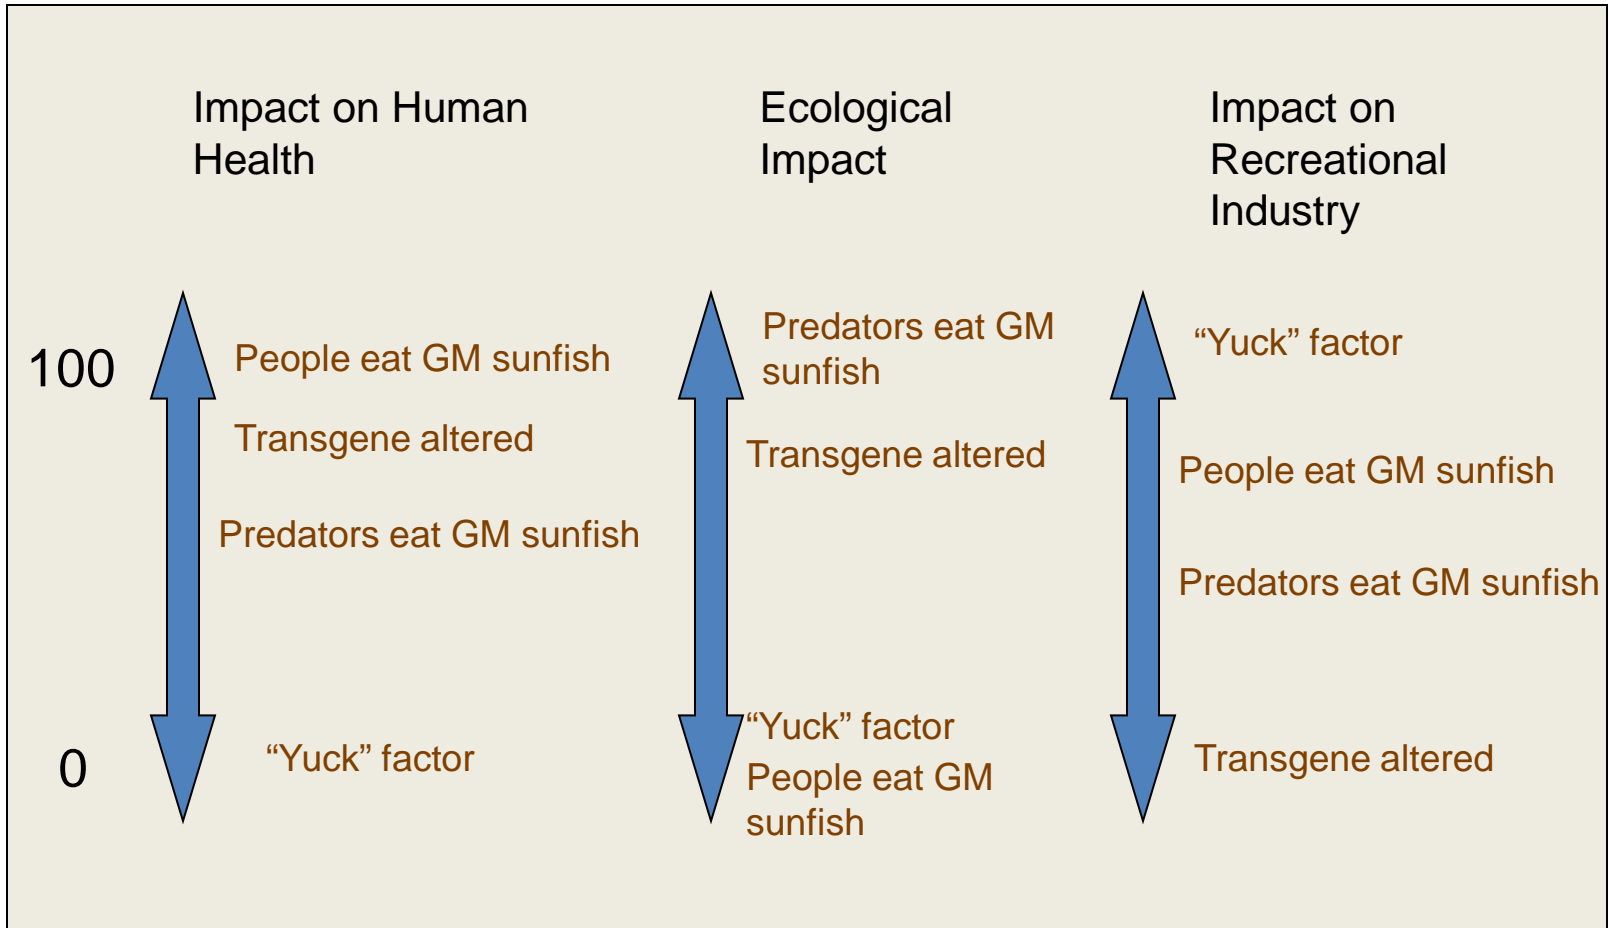 Impact on Human
Health
Ecological
Impact
Impact on
Recreational
Industry
100
0
People eat GM sunfish
Transgene altered
Predators eat GM sunfish
“Yuck” factor
Predators eat GM
sunfish
Transgene altered
“Yuck” factor
People eat GM
sunfish
“Yuck” factor
People eat GM sunfish
Predators eat GM sunfish
Transgene altered